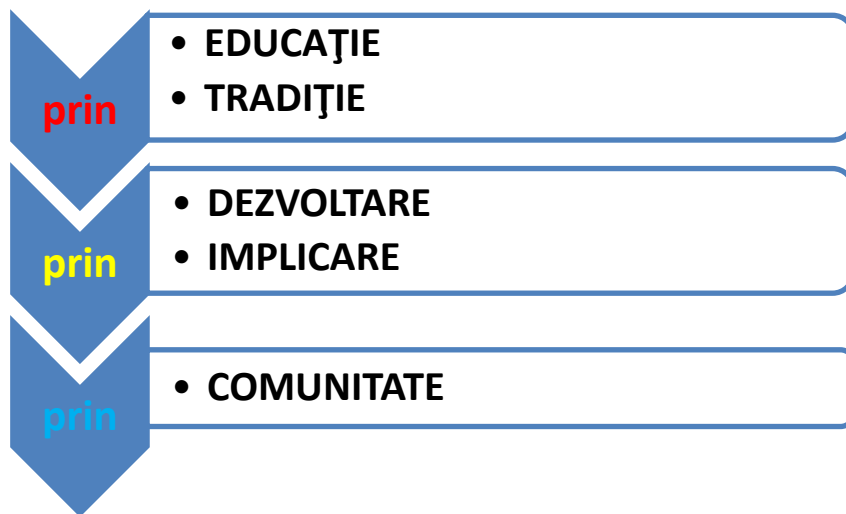 prin
• EDUCAŢIE
• TRADIŢIE
prin
• DEZVOLTARE
• IMPLICARE
prin
• COMUNITATE